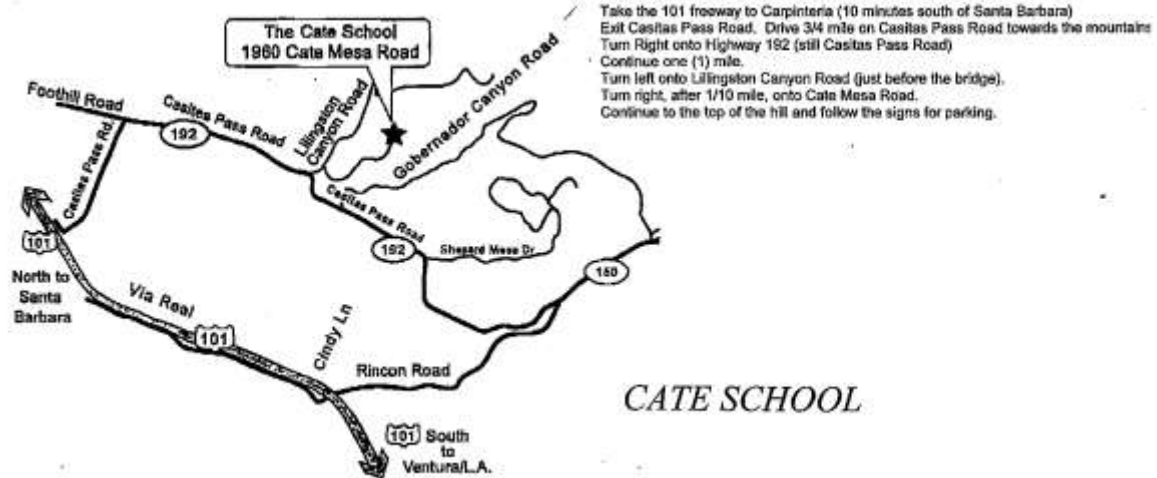 Take the 101 freeway to Carpinteria (10 minutes south of Santa Barbara)
Exit Casitas Pass Road. Drive 3/4 mile on Casitas Pass Road towards the mountains
Turn Right onto Highway 192 (still Casitas Pass Road)
Continue one (1) mile.
Turn left onto Lillingston Canyon Road (just before the bridge).
Turn right, after 1/10 mile, onto Cate Mesa Road.
Continue to the top of the hill and follow the signs for parking.
The Cate School
1960 Cate Mesa Road
Foothill Road
Casitas Pass Road
192
Casitas Pass Rd.
Lillingston
Canyon Road
Gobernador Canyon Road
Casitas Pass Road
192
Shepard Mesa Dr
150
101
North to
Santa
Barbara
Via Real
101
Cindy Ln
Rincon Road
101 South
to
Ventura/L.A.
CATE SCHOOL